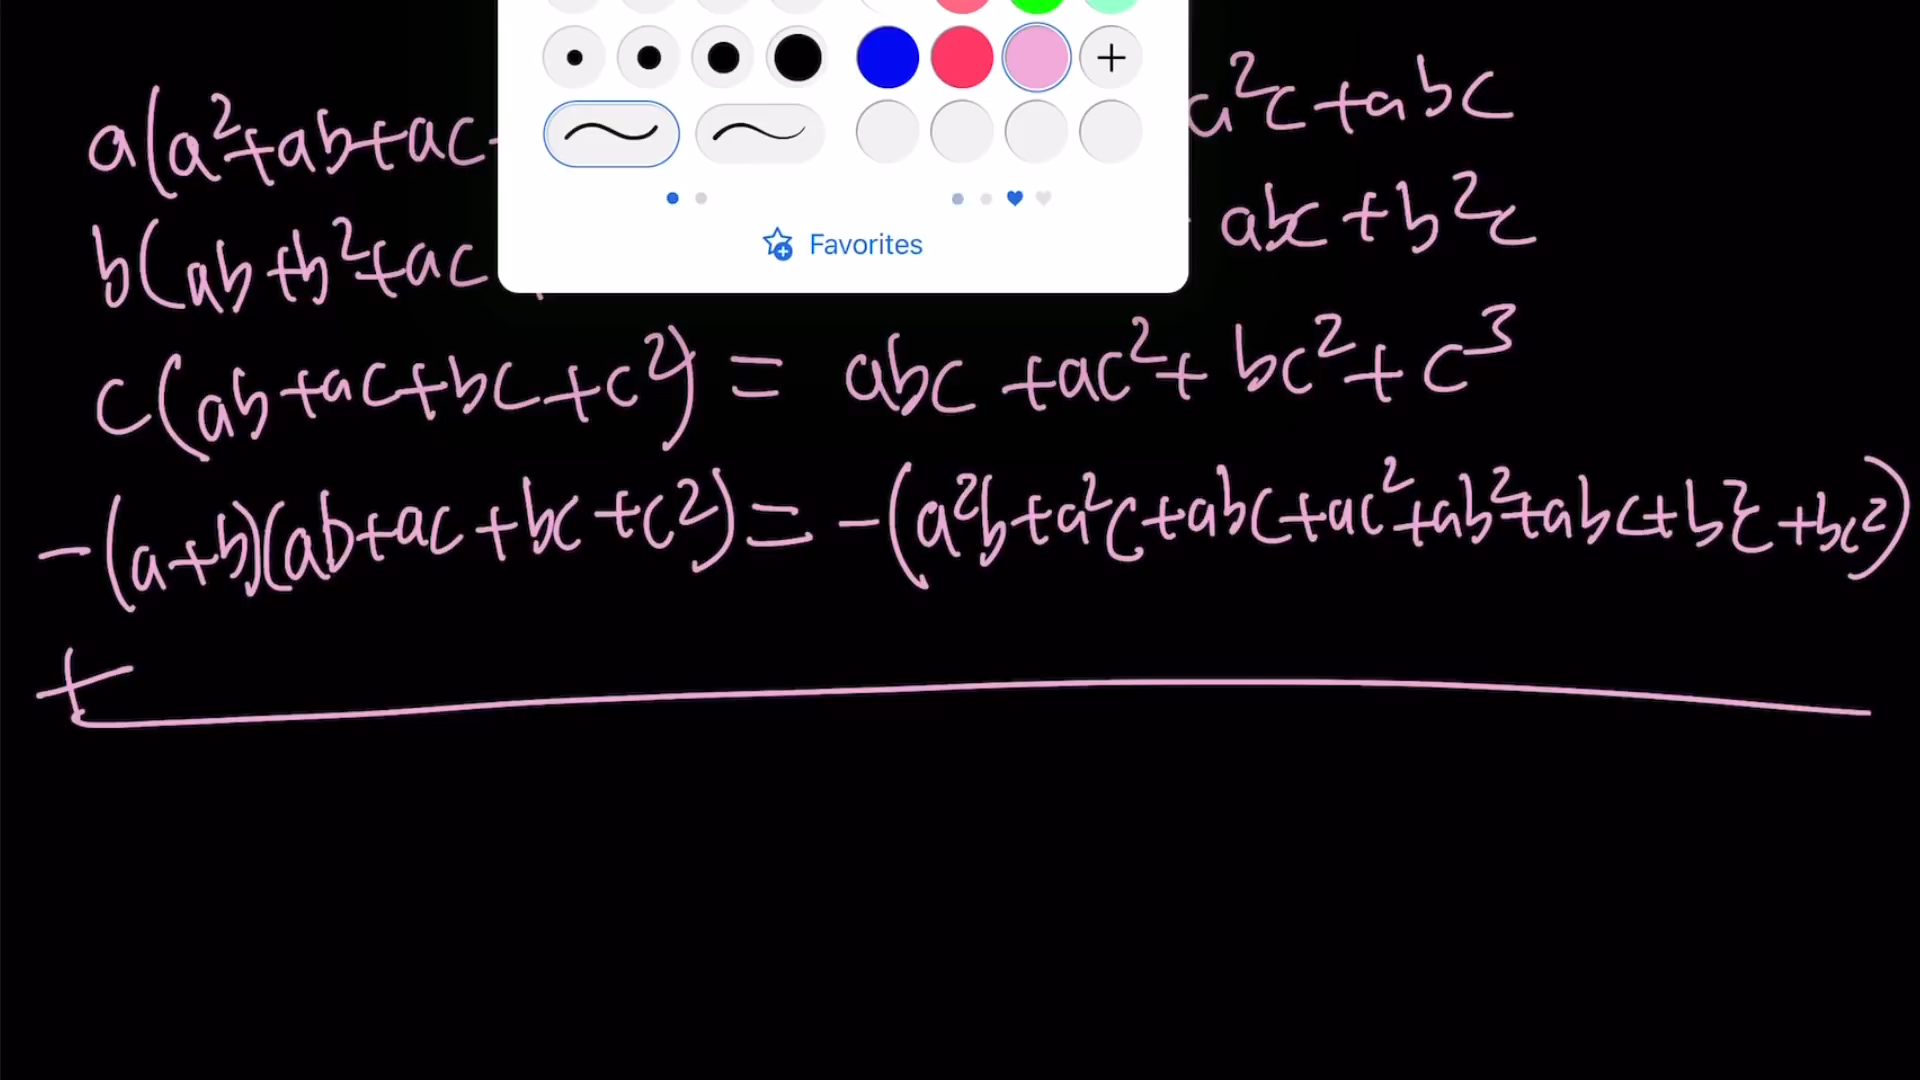 a(a²+ab+ac a²c+abc
b(ab+b²+ac abc+b²c
Favorites
c(ab+ac+bc+c²) = abc+ac²+bc²+c³
-(a+b)(ab+ac+bc+c²)=-(a²b+a²c+abc+ac²+ab²+abc+b²c+bc²)
+